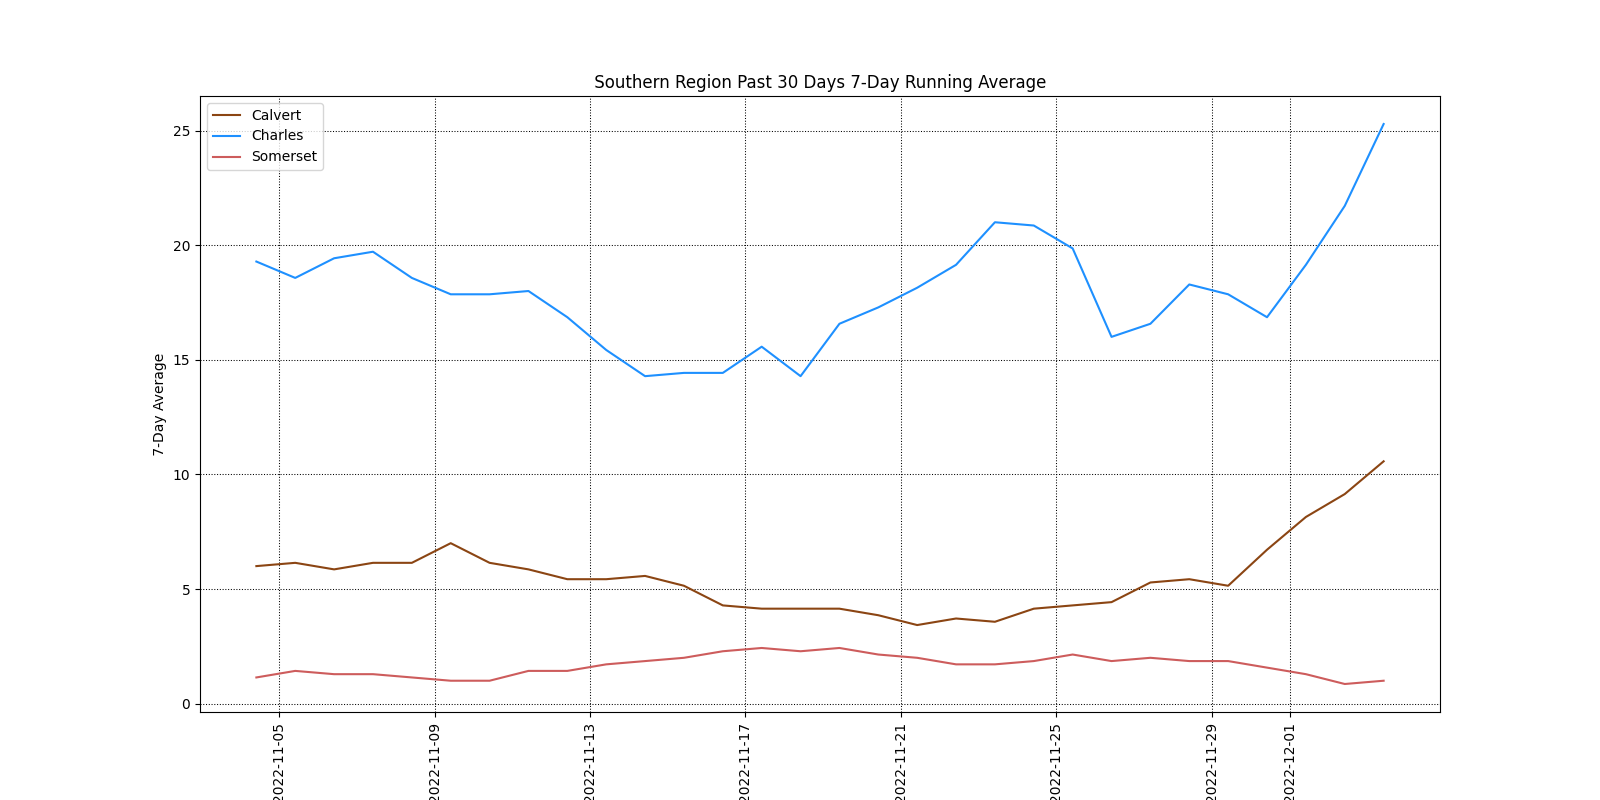 Southern Region Past 30 Days 7-Day Running Average
Calvert
Charles
Somerset
7-Day Average
25
20
15
10
5
0
2022-11-05
2022-11-09
2022-11-13
2022-11-17
2022-11-21
2022-11-25
2022-11-29
2022-12-01